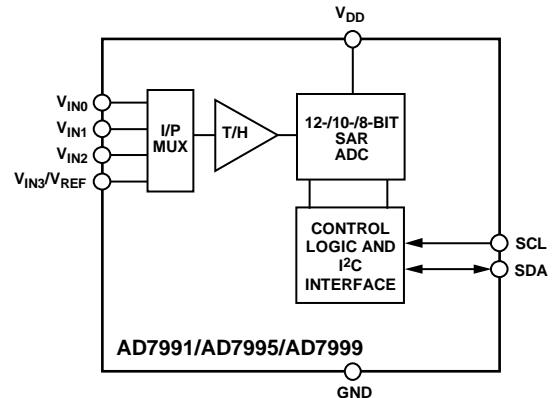 VDD
VIN0
VIN1
VIN2
VIN3/VREF
I/P
MUX
T/H
12-/10-/8-BIT
SAR
ADC
CONTROL
LOGIC AND
I2C
INTERFACE
SCL
SDA
AD7991/AD7995/AD7999
GND